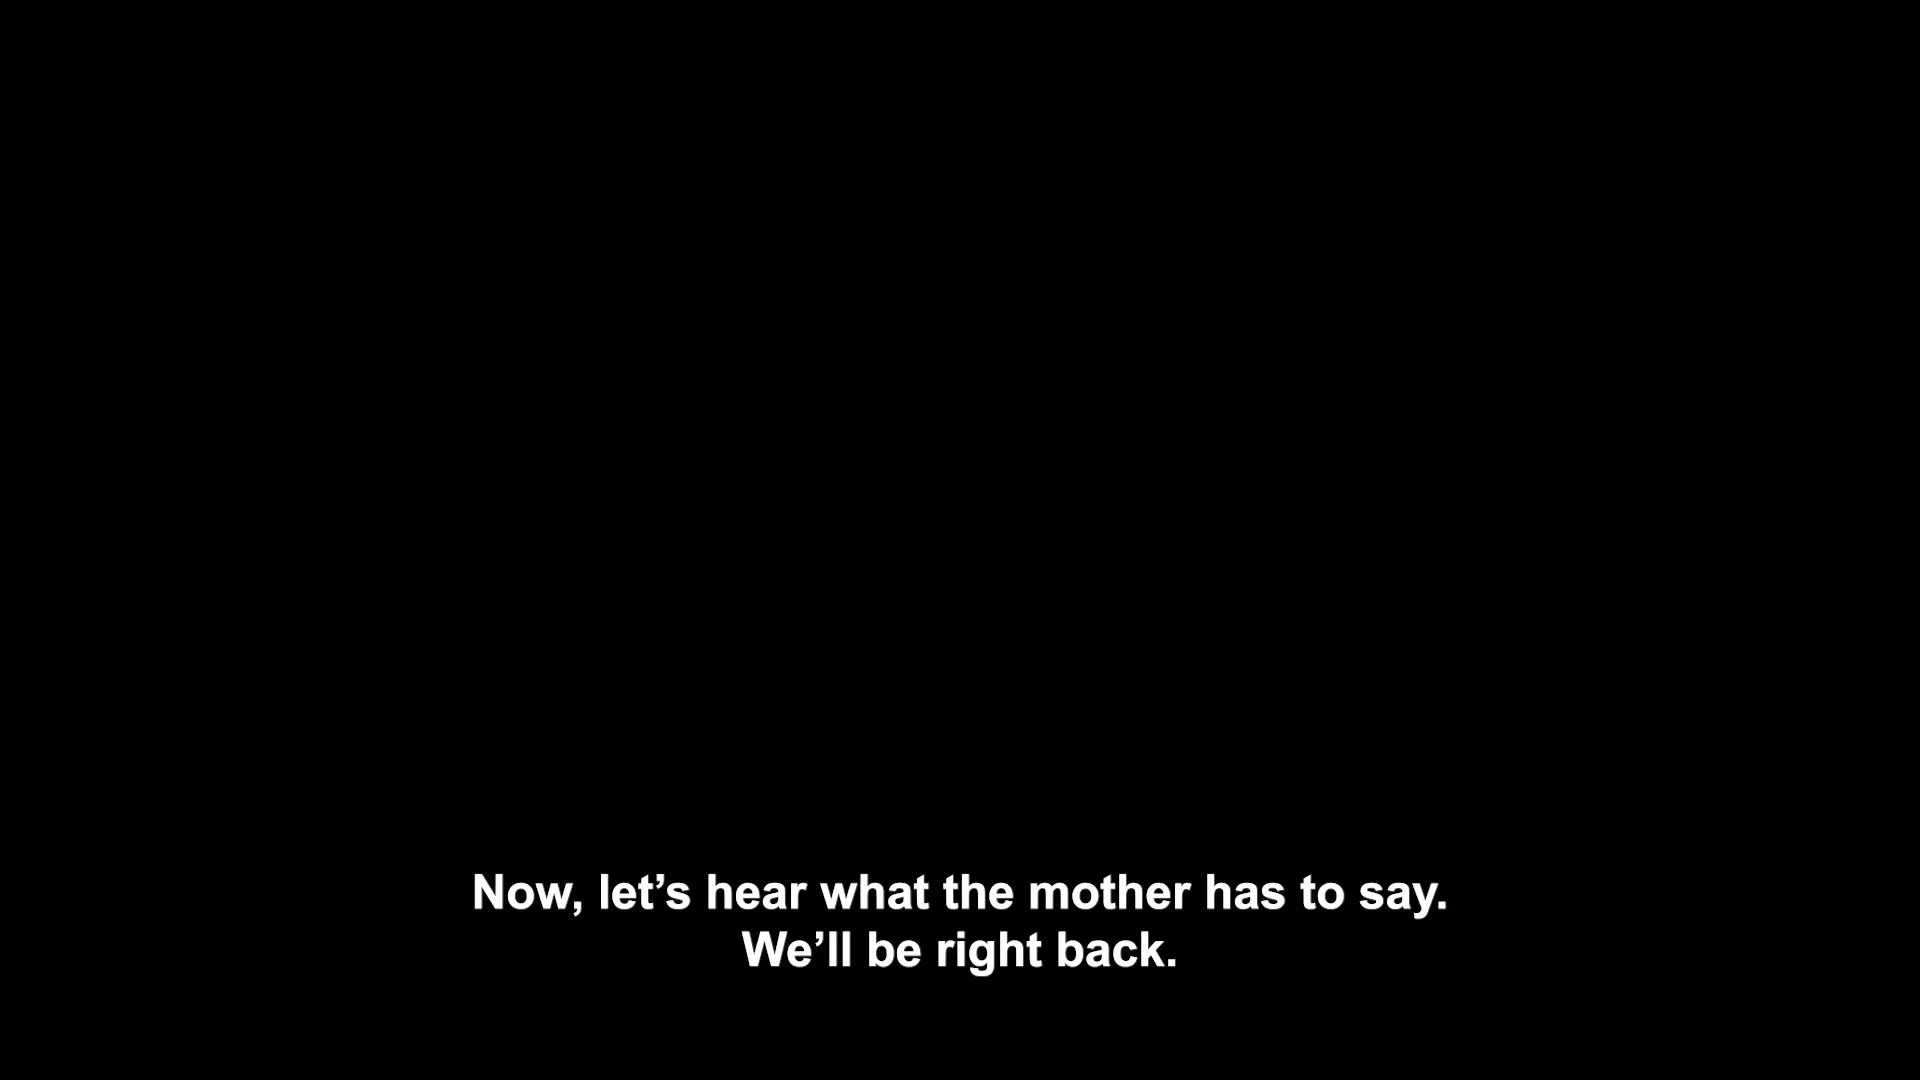 Now, let’s hear what the mother has to say.
We’ll be right back.